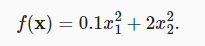 f(x) = 0.1x₁² + 2x₂².